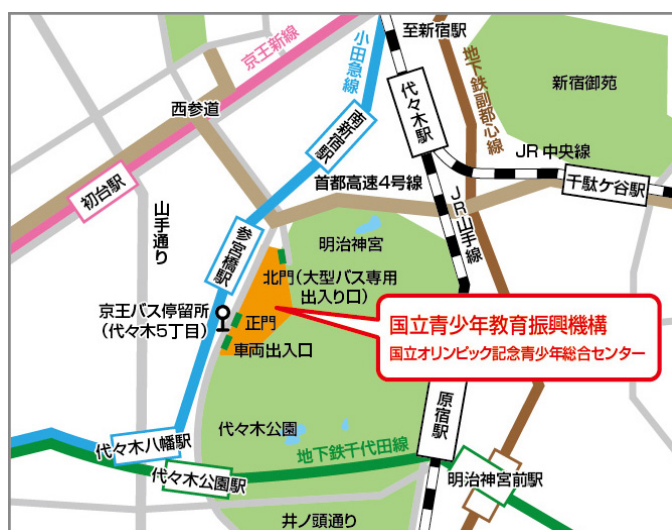 至新宿駅
京王新線
小田急線
地下鉄副都心線
新宿御苑
代々木駅
西参道
南新宿駅
JR中央線
千駄ケ谷駅
初台駅
首都高速4号線
山手通り
JR山手線
参宮橋駅
明治神宮
北門(大型バス専用
出入り口)
京王バス停留所
(代々木5丁目)
正門
車両出入口
国立青少年教育振興機構
国立オリンピック記念青少年総合センター
原宿駅
代々木公園
代々木八幡駅
地下鉄千代田線
代々木公園駅
明治神宮前駅
井ノ頭通り